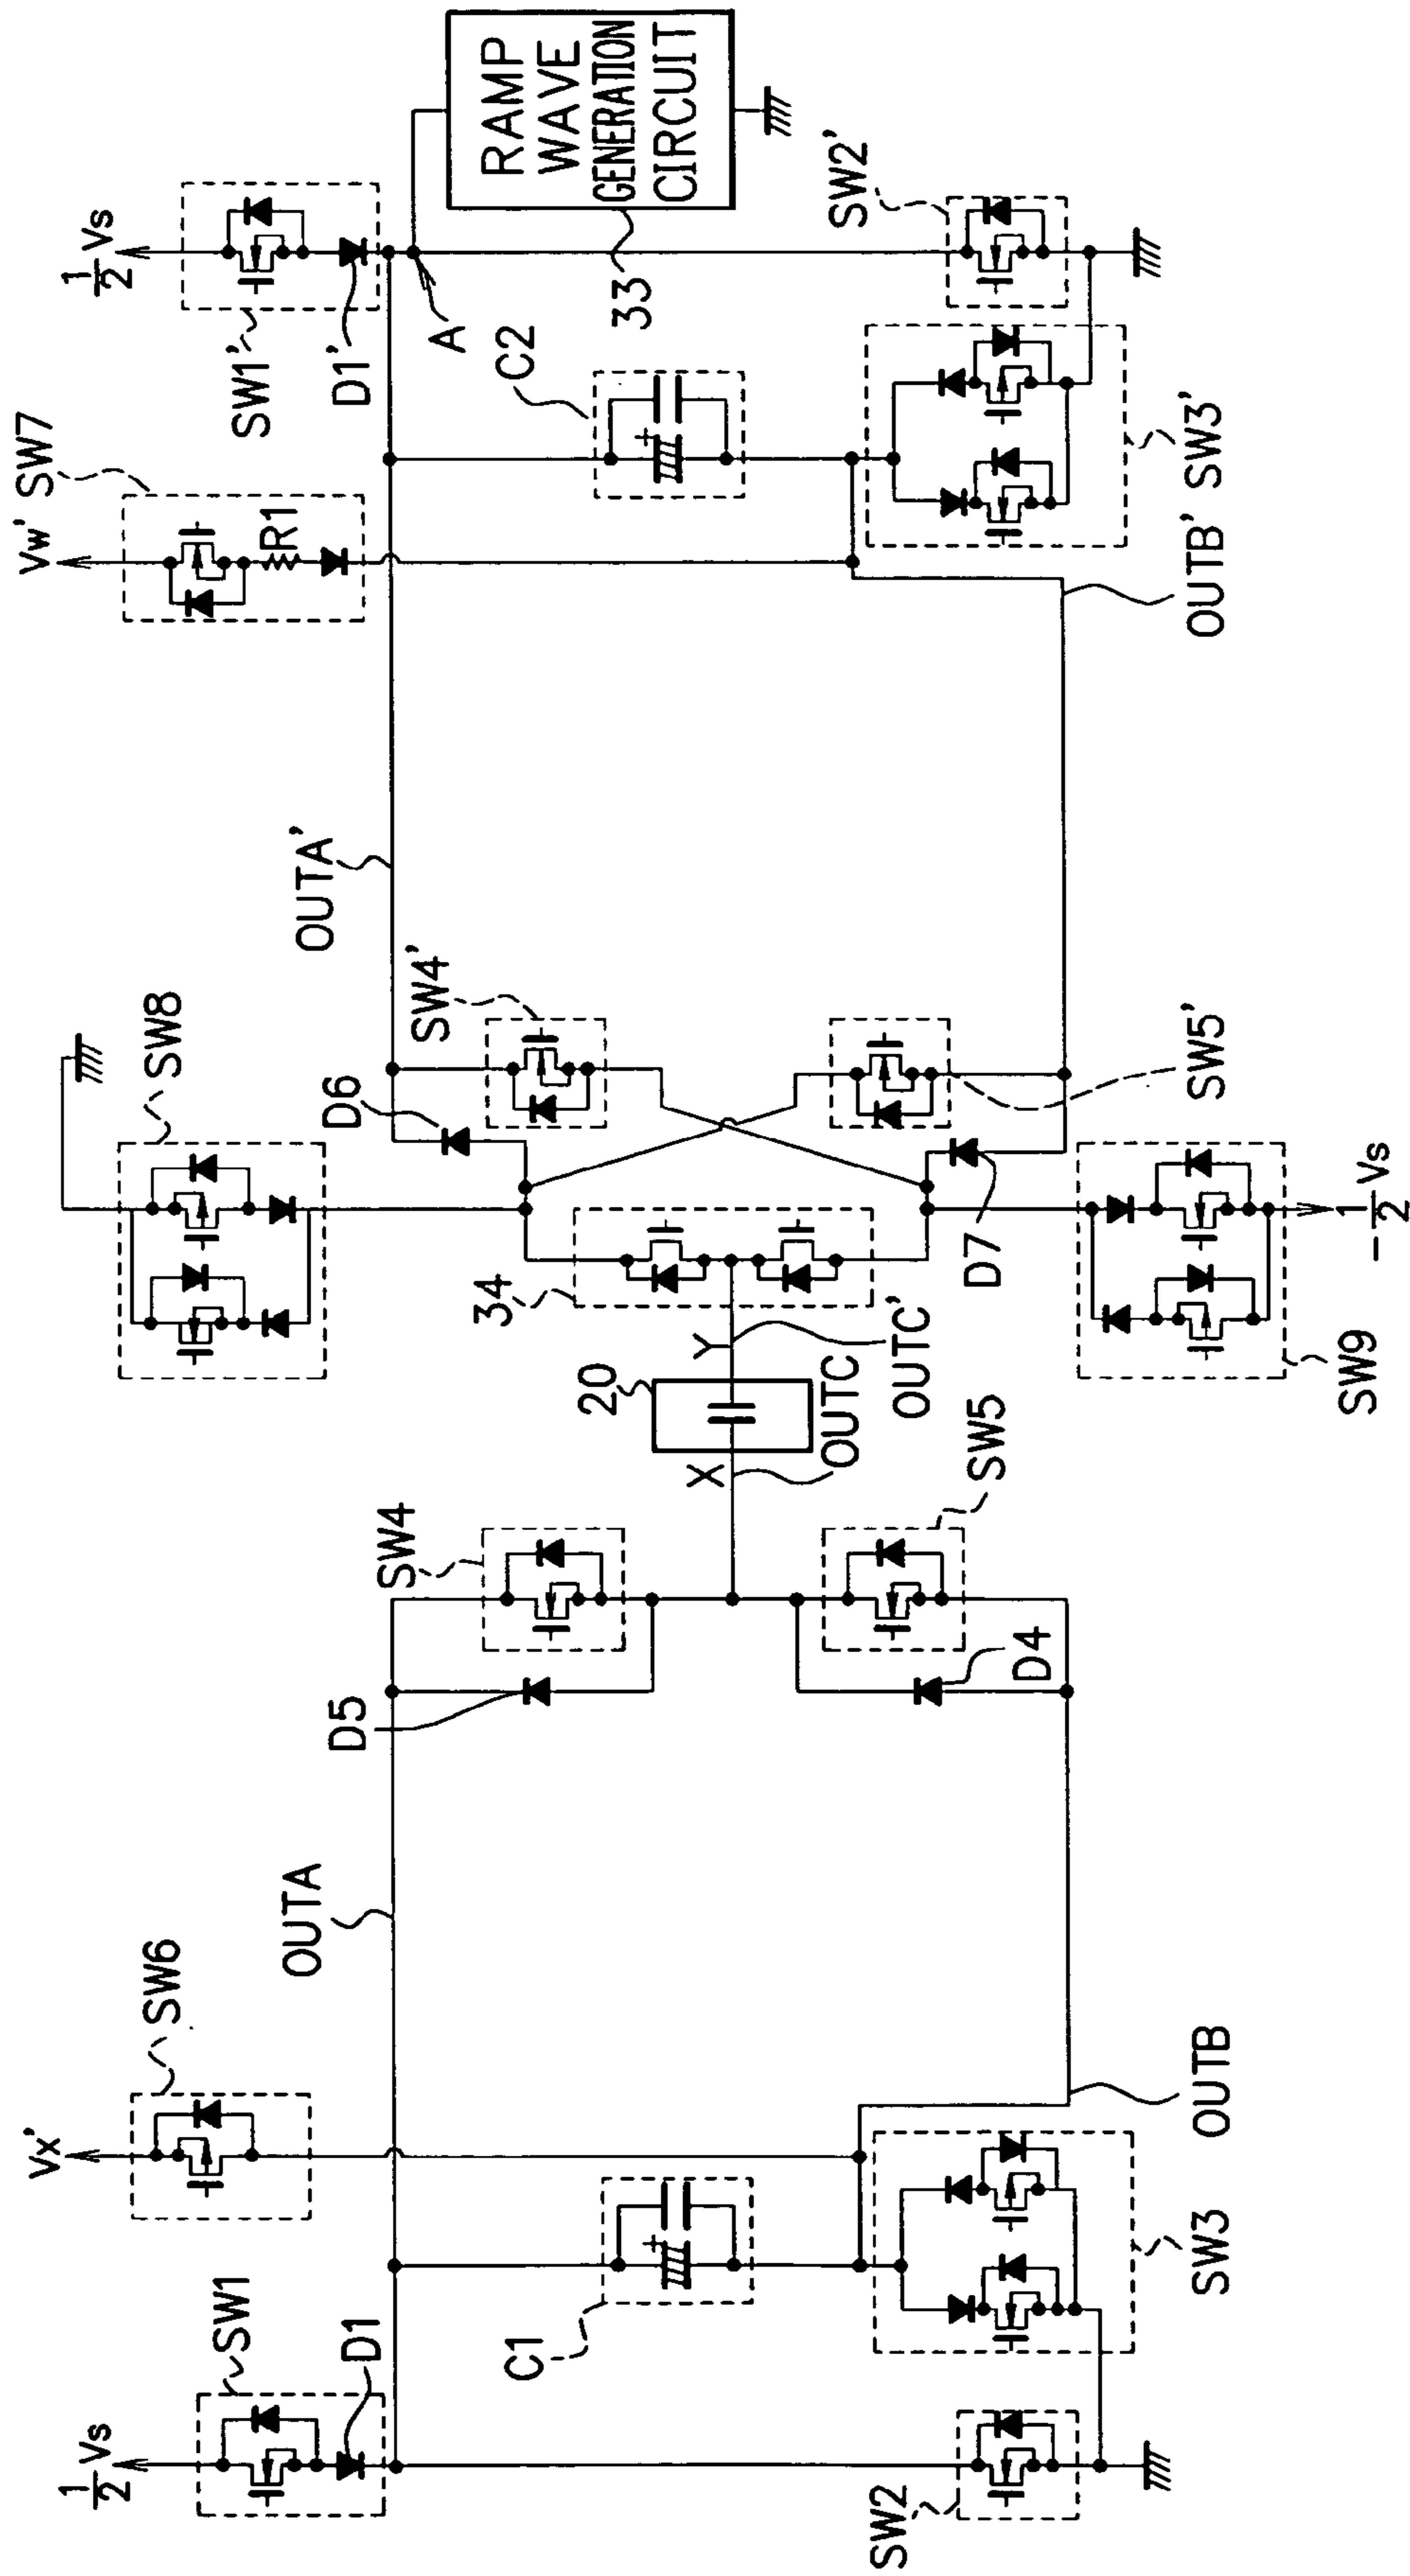 1/2 Vs
SW1
D1
SW2
C1
Vx'
SW6
SW3
OUTA
OUTB
D5
D4
SW4
SW5
X
OUTC
20
Y
OUTC'
34
SW8
D6
D7
SW9
-1/2 Vs
SW4'
SW5'
OUTA'
OUTB'
Vw'
SW7
R1
C2
SW3'
1/2 Vs
SW1'
D1'
A
33
SW2'
RAMP
WAVE
GENERATION
CIRCUIT